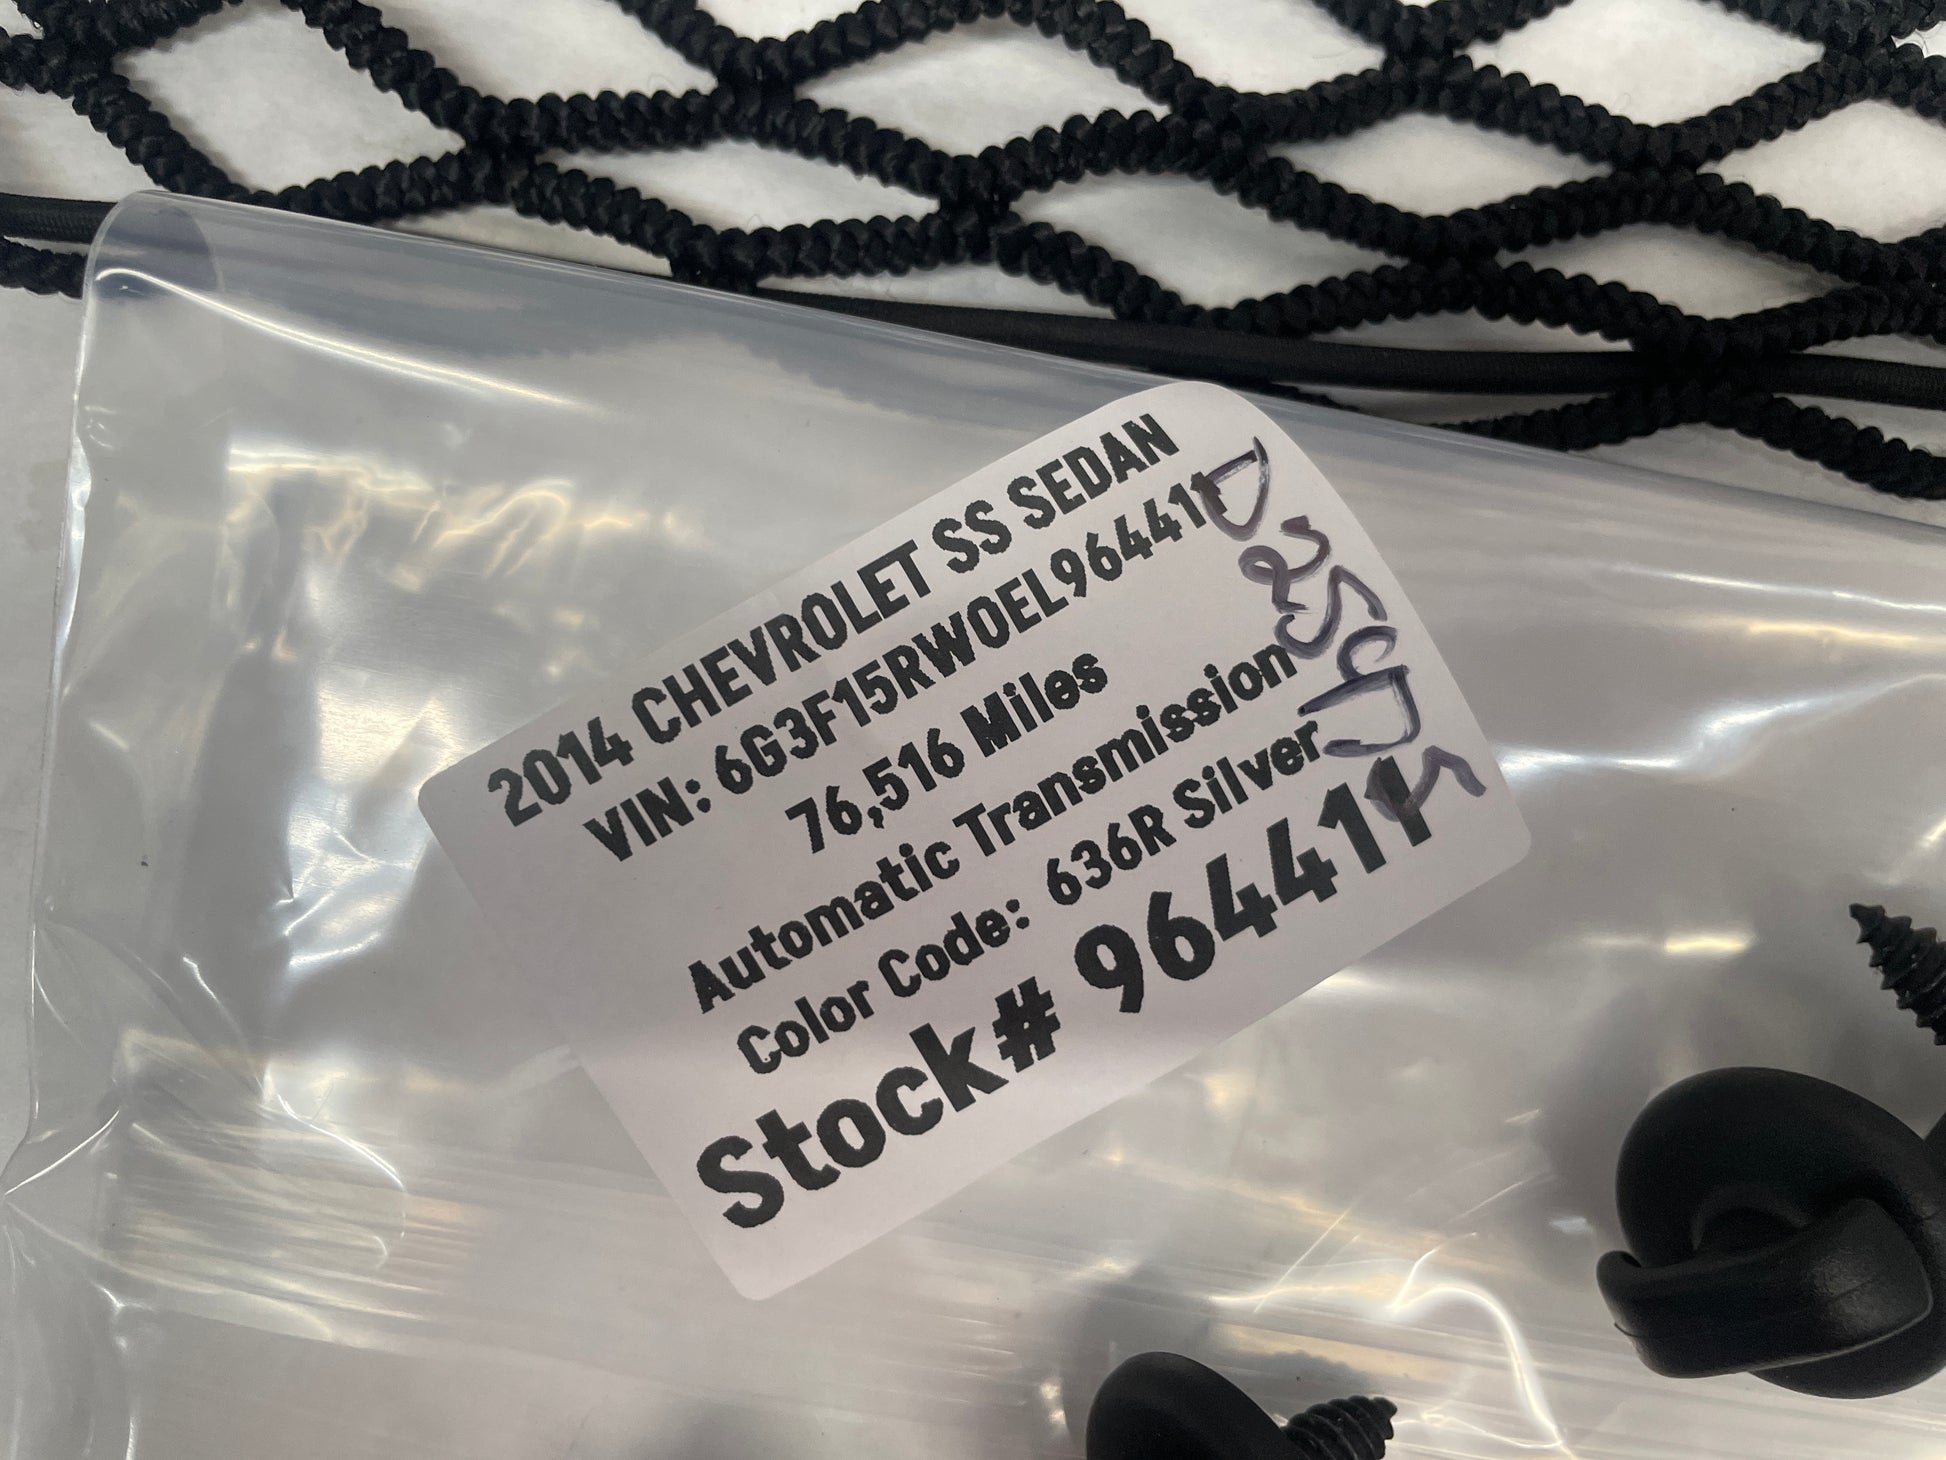 2014 CHEVROLET SS SEDAN
VIN: 6G3F15RW0EL964411
76,516 Miles
Automatic Transmission
Color Code: 636R Silver
Stock# 964411